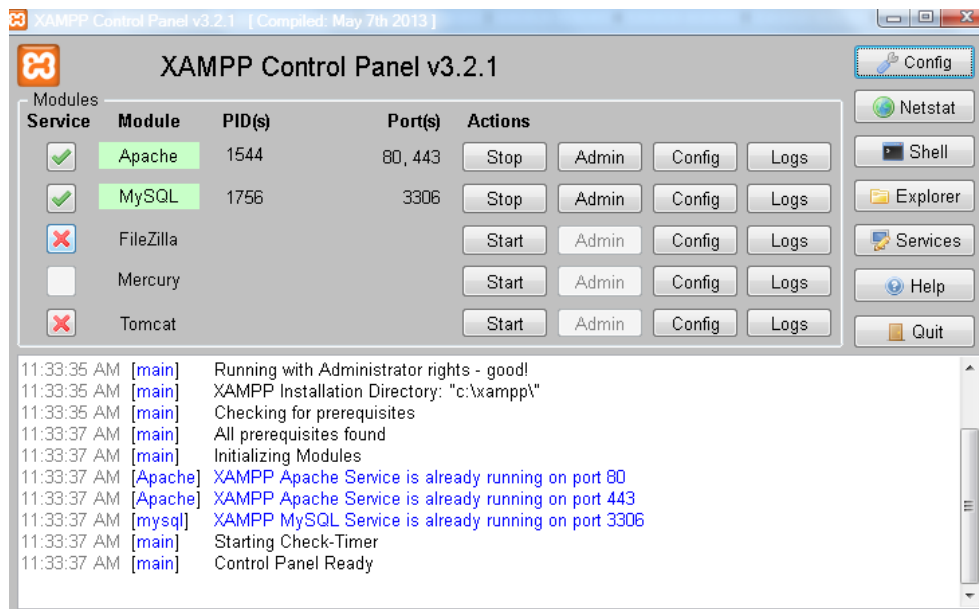 XAMPP Control Panel v3.2.1 [ Compiled: May 7th 2013 ]
XAMPP Control Panel v3.2.1
Config
Modules
Service Module PID(s) Port(s) Actions
Netstat
Apache 1544 80, 443 Stop Admin Config Logs
Shell
MySQL 1756 3306 Stop Admin Config Logs
Explorer
FileZilla Start Admin Config Logs
Services
Mercury Start Admin Config Logs
Help
Tomcat Start Admin Config Logs
Quit
11:33:35 AM [main] Running with Administrator rights - good!
11:33:35 AM [main] XAMPP Installation Directory: "c:\xampp\"
11:33:35 AM [main] Checking for prerequisites
11:33:37 AM [main] All prerequisites found
11:33:37 AM [main] Initializing Modules
11:33:37 AM [Apache] XAMPP Apache Service is already running on port 80
11:33:37 AM [Apache] XAMPP Apache Service is already running on port 443
11:33:37 AM [mysql] XAMPP MySQL Service is already running on port 3306
11:33:37 AM [main] Starting Check-Timer
11:33:37 AM [main] Control Panel Ready